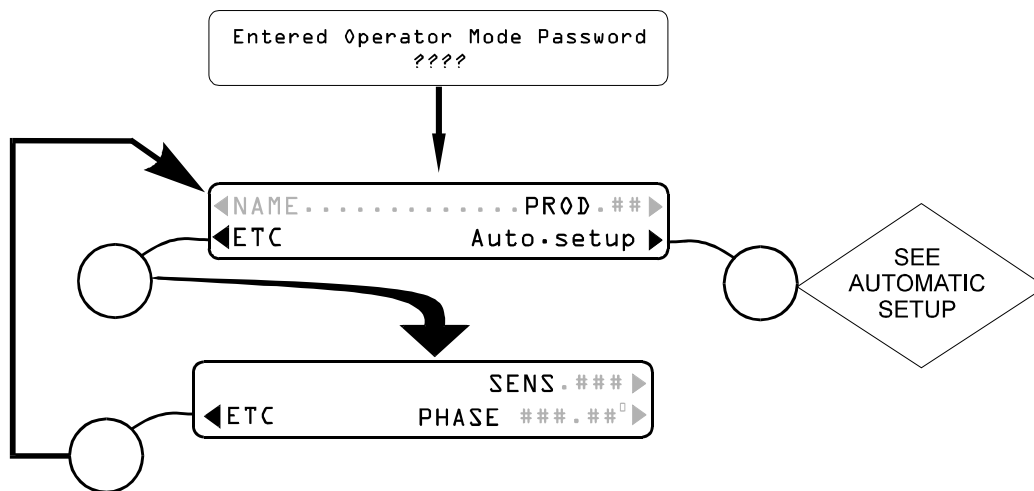 Entered Operator Mode Password
????
◀NAME.............PROD.##▶
◀ETC Auto.setup ▶
SEE
AUTOMATIC
SETUP
SENS.###▶
◀ETC PHASE ###.##▯▶